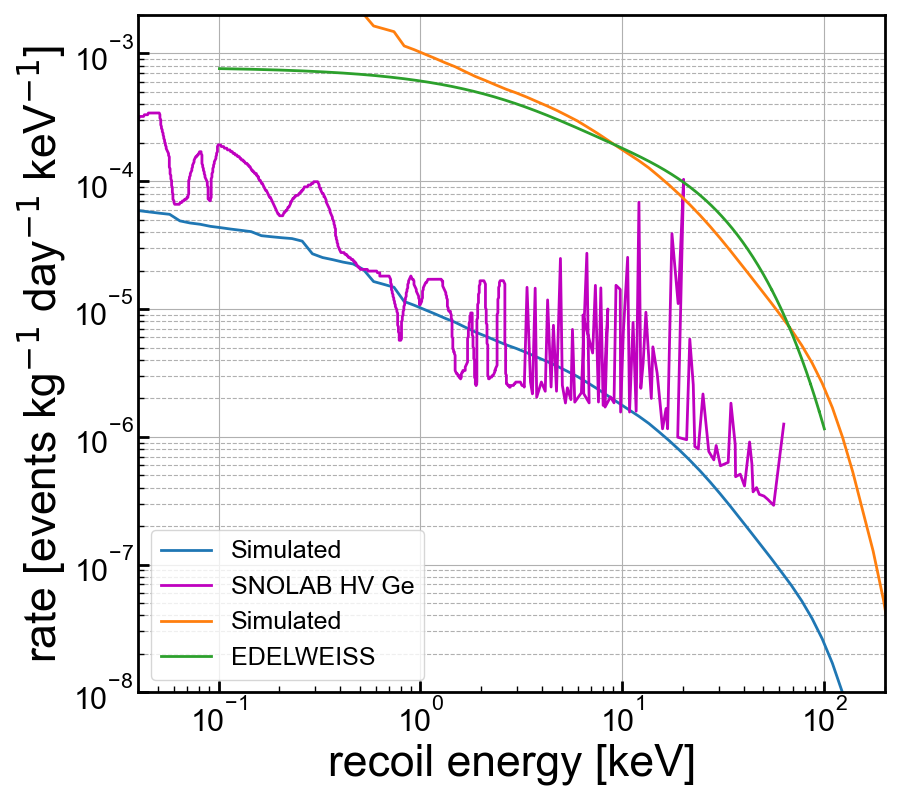 rate [events kg⁻¹ day⁻¹ keV⁻¹]
10⁻³
10⁻⁴
10⁻⁵
10⁻⁶
10⁻⁷
10⁻⁸
Simulated
SNOLAB HV Ge
Simulated
EDELWEISS
10⁻¹ 10⁰ 10¹ 10²
recoil energy [keV]